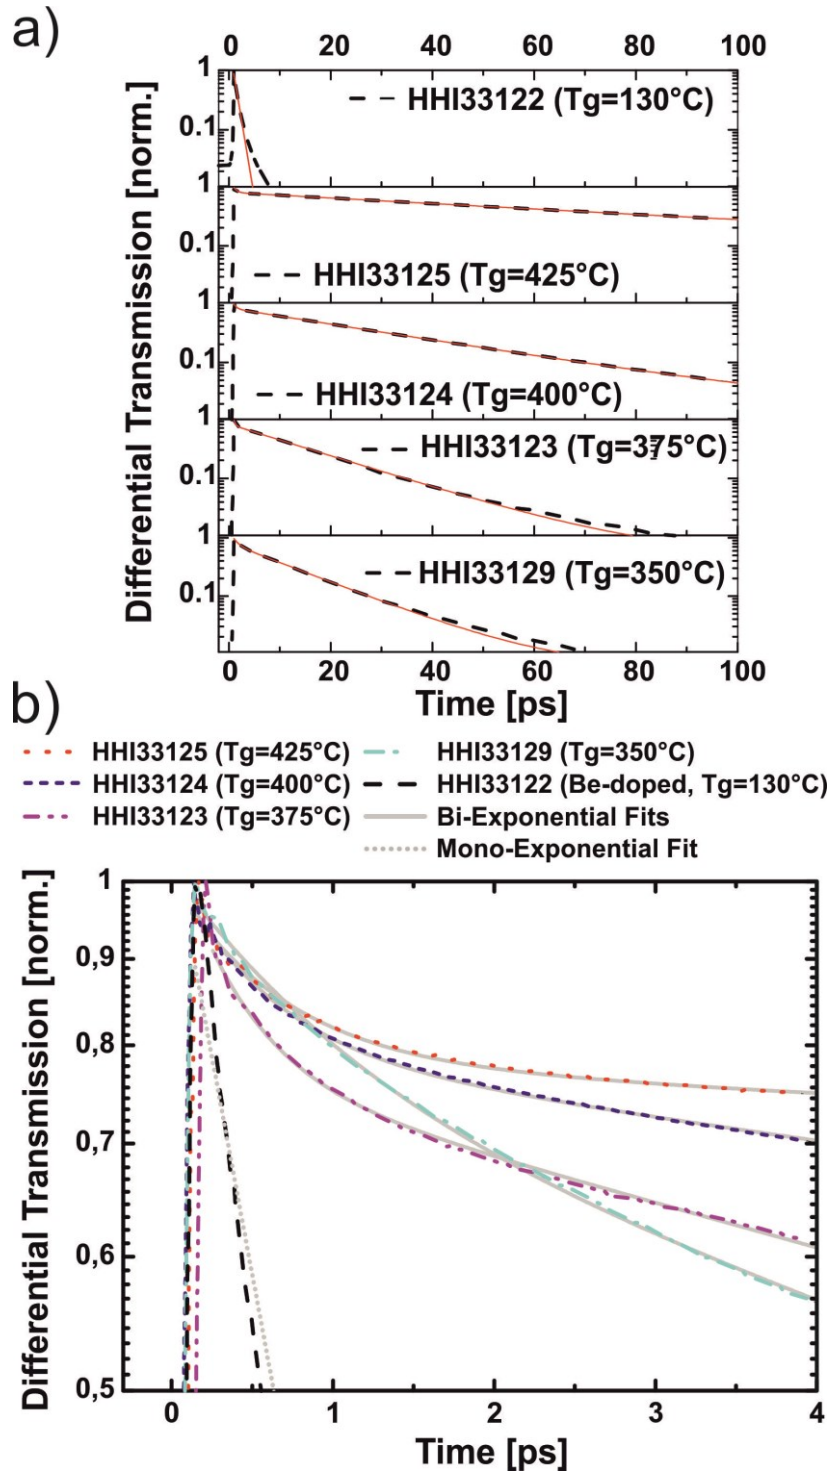 a)
0 20 40 60 80 100
Differential Transmission [norm.]
1
0.1
HHI33122 (Tg=130°C)
1
0.1
HHI33125 (Tg=425°C)
1
0.1
HHI33124 (Tg=400°C)
1
0.1
HHI33123 (Tg=375°C)
1
0.1
HHI33129 (Tg=350°C)
0 20 40 60 80 100
Time [ps]
b)
HHI33125 (Tg=425°C)
HHI33124 (Tg=400°C)
HHI33123 (Tg=375°C)
HHI33129 (Tg=350°C)
HHI33122 (Be-doped, Tg=130°C)
Bi-Exponential Fits
Mono-Exponential Fit
Differential Transmission [norm.]
1
0,9
0,8
0,7
0,6
0,5
0 1 2 3 4
Time [ps]